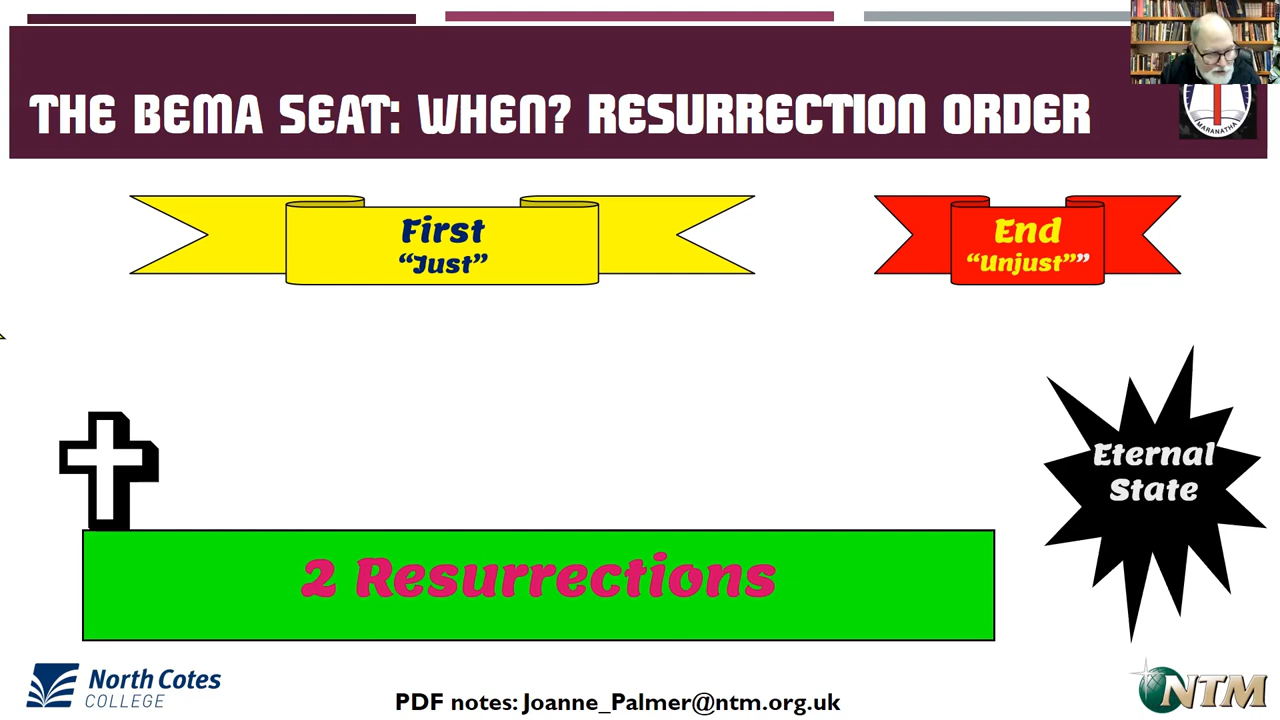 THE BEMA SEAT: WHEN? RESURRECTION ORDER
MARANATHA
First
“Just”
End
“Unjust””
Eternal
State
2 Resurrections
North Cotes
COLLEGE
PDF notes: Joanne_Palmer@ntm.org.uk
NTM